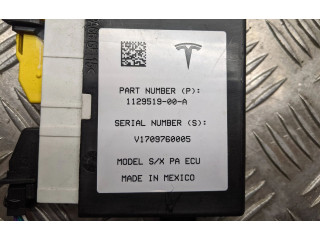 PART NUMBER (P):
1129519-00-A
SERIAL NUMBER (S):
V1709760005
MODEL S/X PA ECU
MADE IN MEXICO